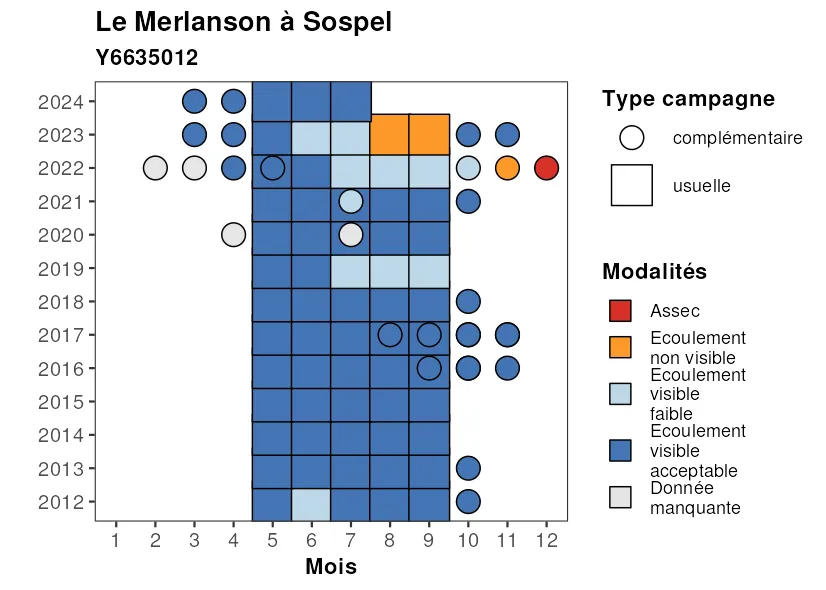 Le Merlanson à Sospel
Y6635012
2024
2023
2022
2021
2020
2019
2018
2017
2016
2015
2014
2013
2012
1 2 3 4 5 6 7 8 9 10 11 12
Mois
Type campagne
complémentaire
usuelle
Modalités
Assec
Ecoulement
non visible
Ecoulement
visible
faible
Ecoulement
visible
acceptable
Donnée
manquante